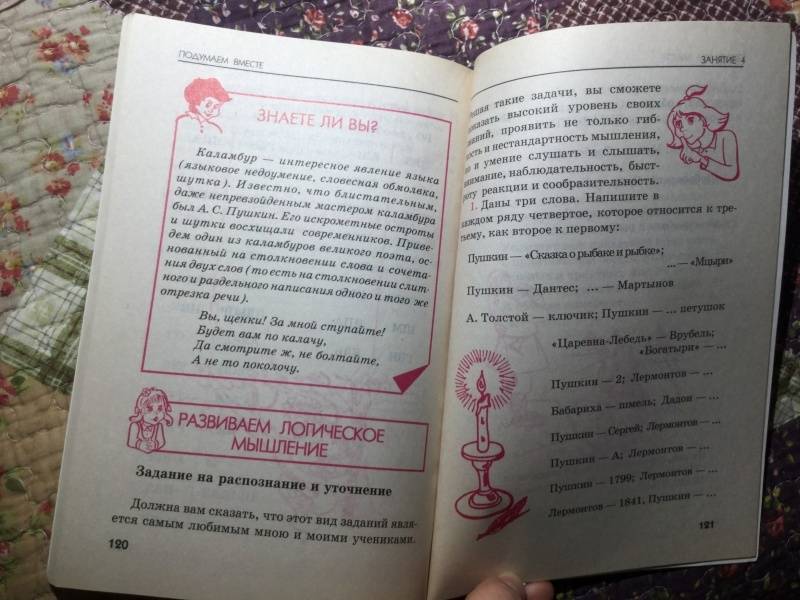 ПОДУМАЕМ ВМЕСТЕ
ЗНАЕТЕ ЛИ ВЫ?
Каламбур — интересное явление языка
(языковое недоумение, словесная обмолвка,
шутка). Известно, что блистательным,
даже непревзойденным мастером каламбура
был А. С. Пушкин. Его искрометные остроты
и шутки восхищали современников. Приве-
дем один из каламбуров великого поэта, ос-
нованный на столкновении слова и сочета-
ния двух слов (то есть на столкновении слит-
ного и раздельного написания одного и того же
отрезка речи).
Вы, щенки! За мной ступайте!
Будет вам по калачу,
Да смотрите ж, не болтайте,
А не то поколочу.
РАЗВИВАЕМ ЛОГИЧЕСКОЕ
МЫШЛЕНИЕ
Задание на распознание и уточнение
Должна вам сказать, что этот вид заданий явля-
ется самым любимым мною и моими учениками.
120
ЗАНЯТИЕ 4
такие задачи, вы сможете
показать высокий уровень своих
знаний, проявить не только гиб-
кость и нестандартность мышления,
но и умение слушать и слышать,
внимание, наблюдательность, быст-
роту реакции и сообразительность.
1. Даны три слова. Напишите в
каждом ряду четвертое, которое относится к тре-
тьему, как второе к первому:
Пушкин — «Сказка о рыбаке и рыбке»;
... — «Мцыри»
Пушкин — Дантес; ... — Мартынов
А. Толстой — ключик; Пушкин — ... петушок
«Царевна-Лебедь» — Врубель;
«Богатыри» — ...
Пушкин — 2; Лермонтов — ...
Бабариха — шмель; Дадон — ...
Пушкин — Сергей; Лермонтов — ...
Пушкин — А; Лермонтов — ...
Пушкин — 1799; Лермонтов — ...
Лермонтов — 1841, Пушкин — ...
121